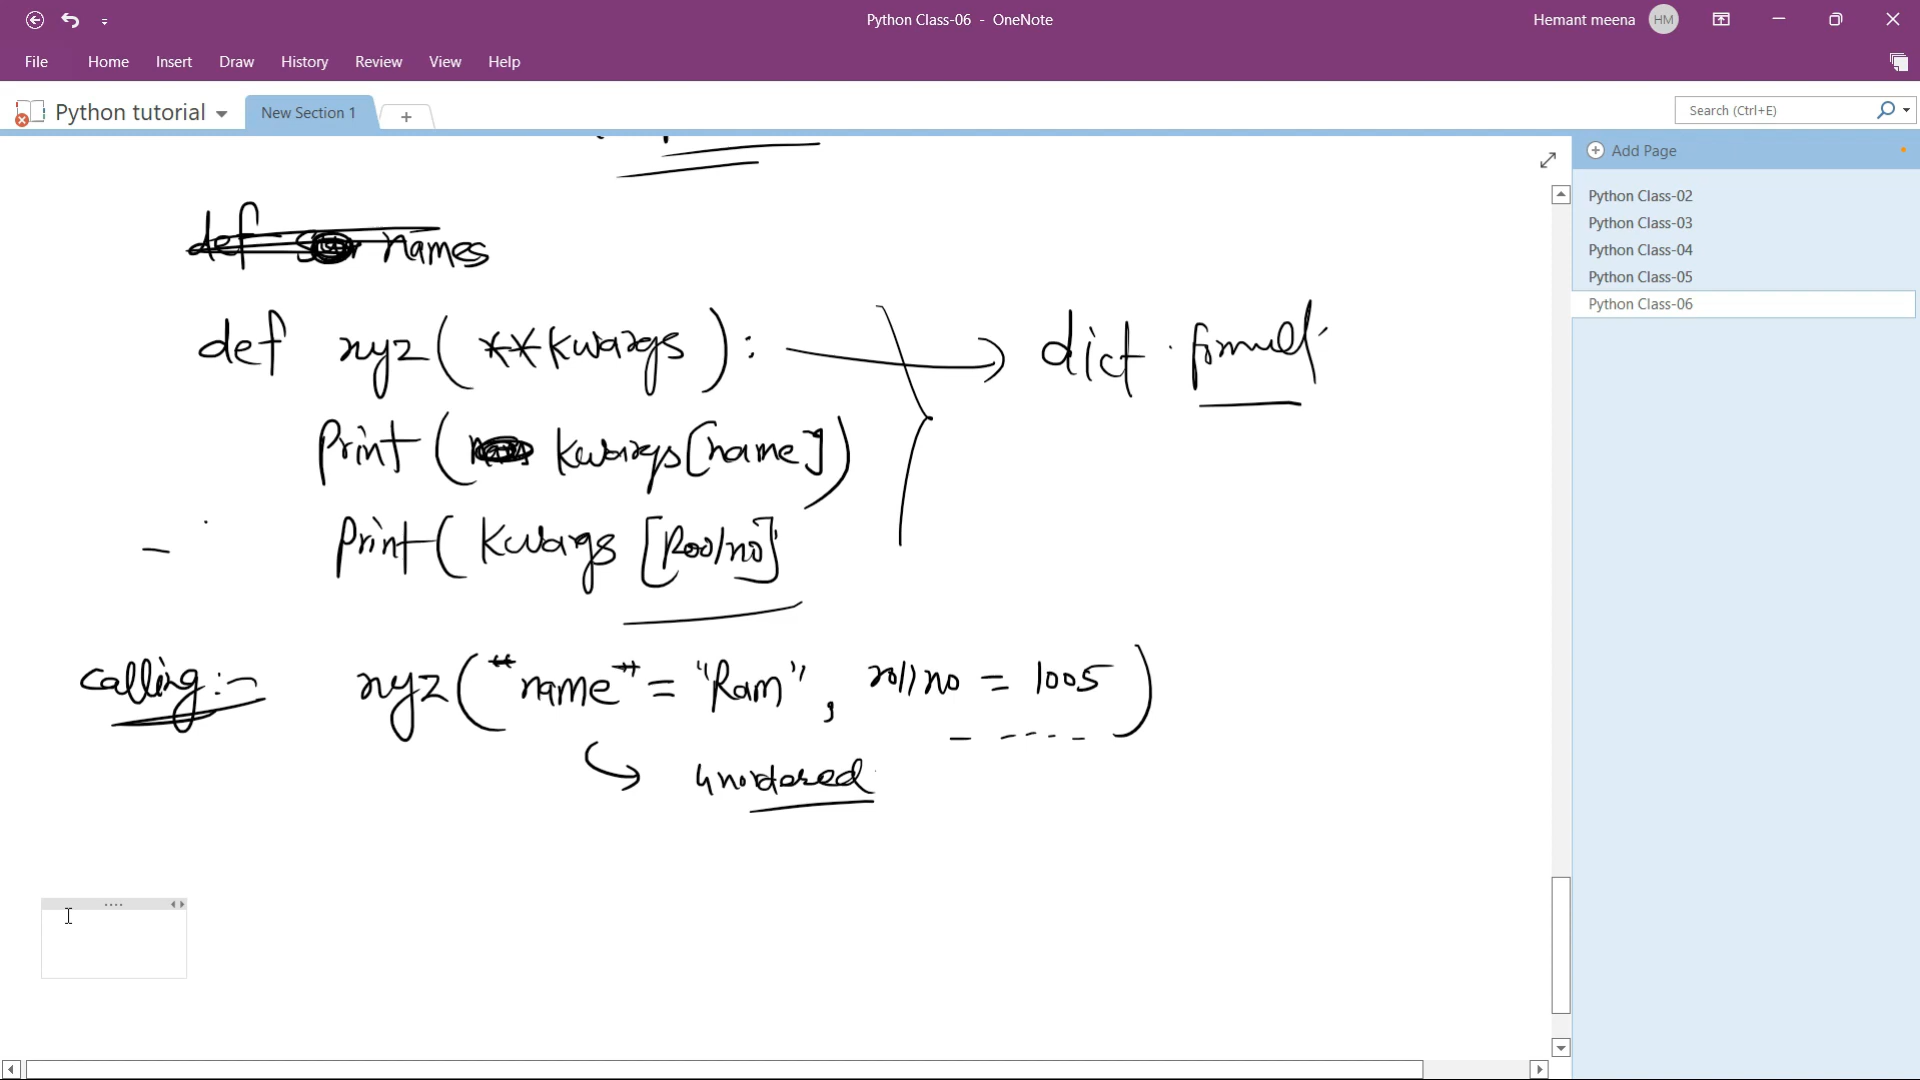 Python Class-06 - OneNote
Hemant meena HM
File Home Insert Draw History Review View Help
Python tutorial New Section 1 +
Search (Ctrl+E)
Add Page
Python Class-02
Python Class-03
Python Class-04
Python Class-05
Python Class-06
def names
def xyz( **kwargs ): dict.
Print( kwargs[name])
Print( kwargs [Roolno]
calling:- xyz("name" = "Ram", rollno = 1005)
unordered